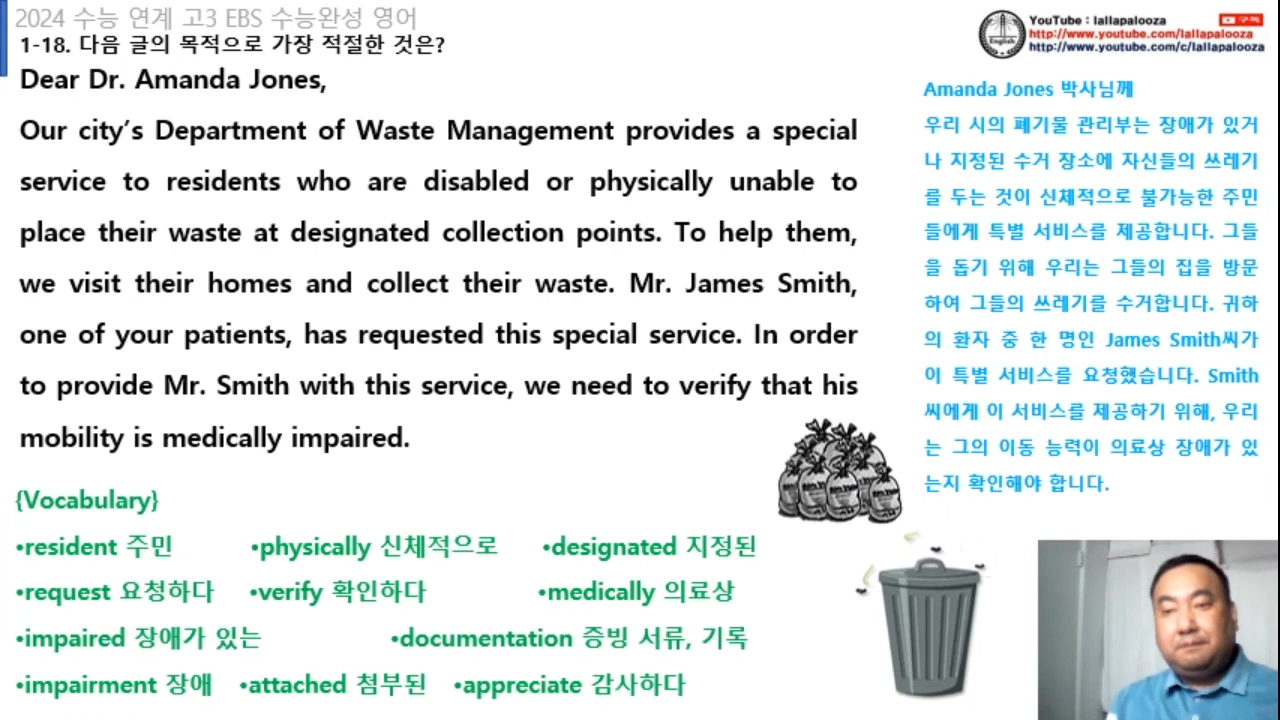 2024 수능 연계 고3 EBS 수능완성 영어
1-18. 다음 글의 목적으로 가장 적절한 것은?
YouTube : lallapalooza
구독
http://www.youtube.com/lallapalooza
http://www.youtube.com/c/lallapalooza
English
Dear Dr. Amanda Jones,
Our city’s Department of Waste Management provides a special
service to residents who are disabled or physically unable to
place their waste at designated collection points. To help them,
we visit their homes and collect their waste. Mr. James Smith,
one of your patients, has requested this special service. In order
to provide Mr. Smith with this service, we need to verify that his
mobility is medically impaired.
Amanda Jones 박사님께
우리 시의 폐기물 관리부는 장애가 있거
나 지정된 수거 장소에 자신들의 쓰레기
를 두는 것이 신체적으로 불가능한 주민
들에게 특별 서비스를 제공합니다. 그들
을 돕기 위해 우리는 그들의 집을 방문
하여 그들의 쓰레기를 수거합니다. 귀하
의 환자 중 한 명인 James Smith씨가
이 특별 서비스를 요청했습니다. Smith
씨에게 이 서비스를 제공하기 위해, 우리
는 그의 이동 능력이 의료상 장애가 있
는지 확인해야 합니다.
{Vocabulary}
•resident 주민 •physically 신체적으로 •designated 지정된
•request 요청하다 •verify 확인하다 •medically 의료상
•impaired 장애가 있는 •documentation 증빙 서류, 기록
•impairment 장애 •attached 첨부된 •appreciate 감사하다